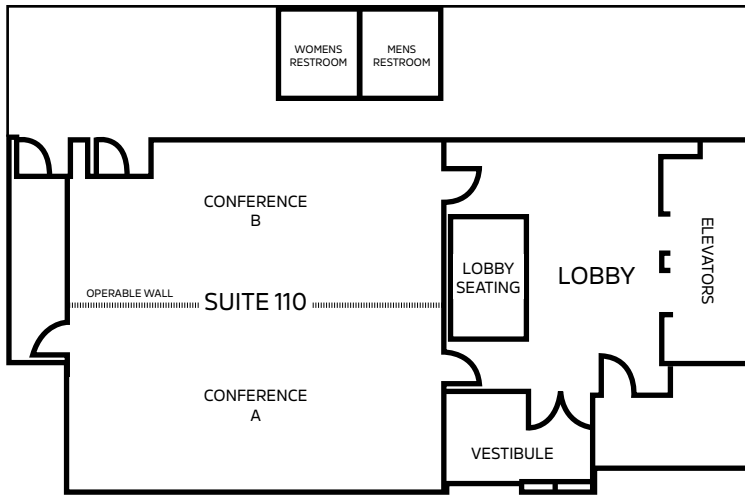 WOMENS
RESTROOM
MENS
RESTROOM
CONFERENCE
B
ELEVATORS
LOBBY
SEATING
LOBBY
OPERABLE WALL
SUITE 110
CONFERENCE
A
VESTIBULE